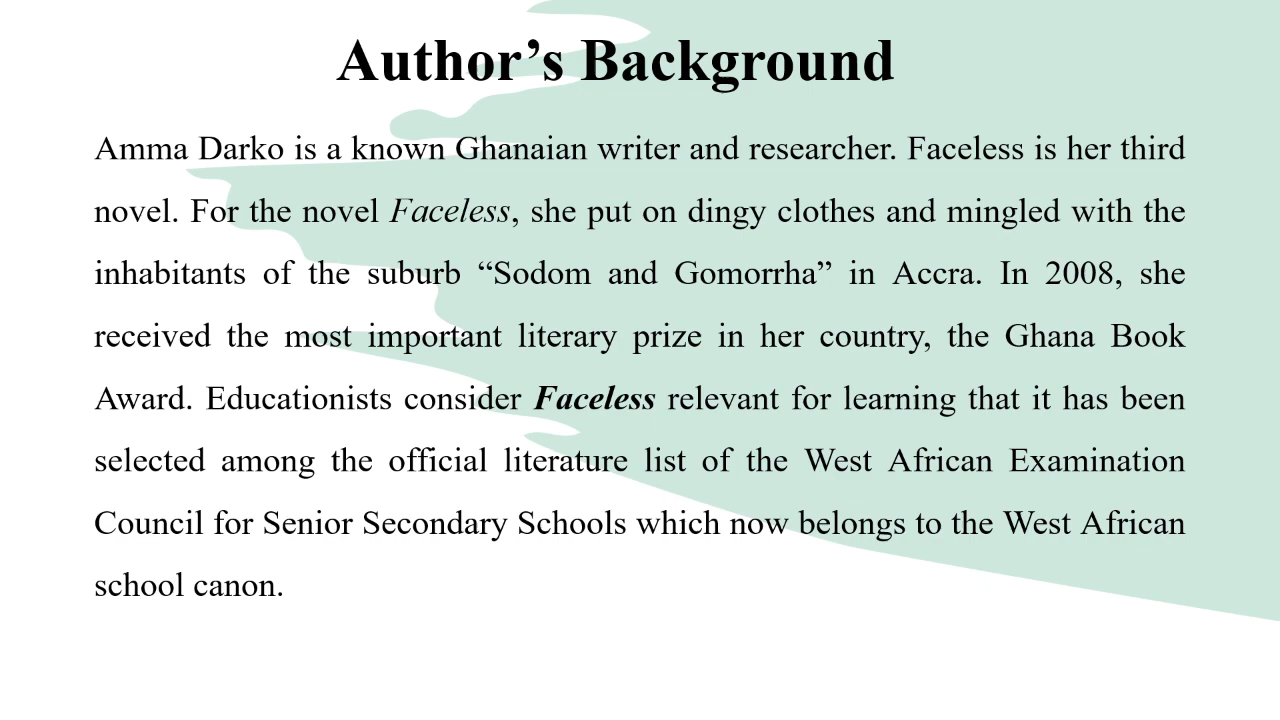 Author’s Background
Amma Darko is a known Ghanaian writer and researcher. Faceless is her third
novel. For the novel Faceless, she put on dingy clothes and mingled with the
inhabitants of the suburb “Sodom and Gomorrha” in Accra. In 2008, she
received the most important literary prize in her country, the Ghana Book
Award. Educationists consider Faceless relevant for learning that it has been
selected among the official literature list of the West African Examination
Council for Senior Secondary Schools which now belongs to the West African
school canon.